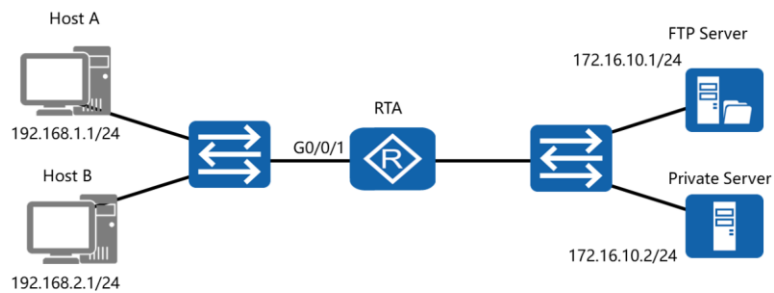 Host A
192.168.1.1/24
Host B
192.168.2.1/24
G0/0/1
RTA
R
FTP Server
172.16.10.1/24
Private Server
172.16.10.2/24